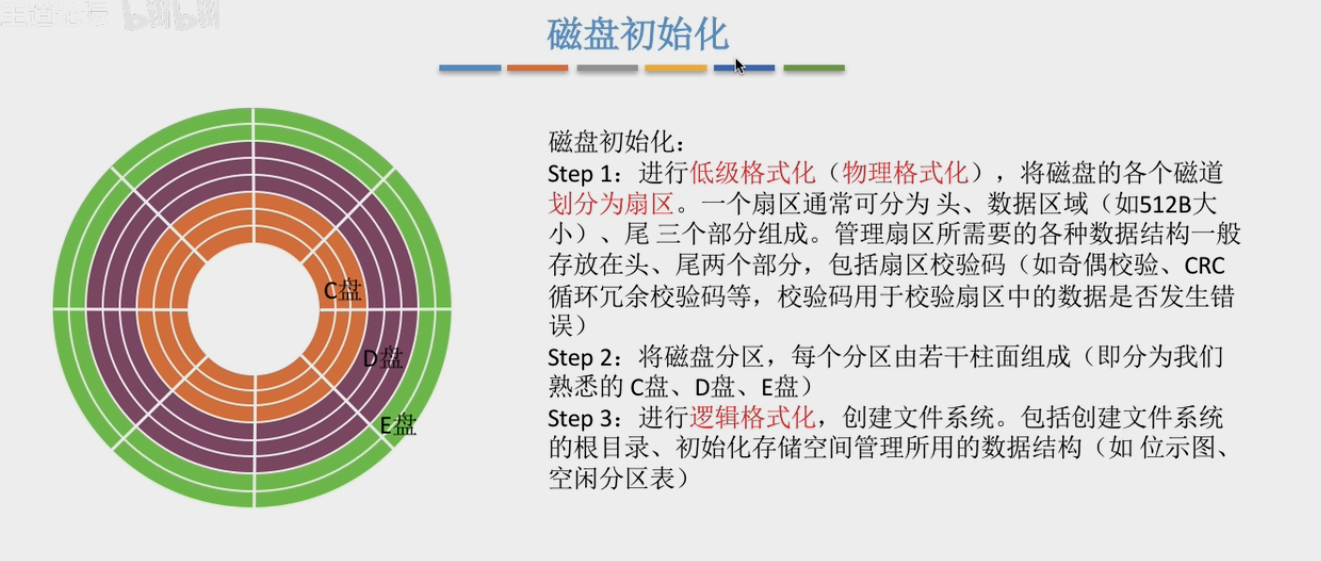 王道论坛 bilibili
磁盘初始化
C盘
D盘
E盘
磁盘初始化：
Step 1：进行低级格式化（物理格式化），将磁盘的各个磁道
划分为扇区。一个扇区通常可分为 头、数据区域（如512B大
小）、尾 三个部分组成。管理扇区所需要的各种数据结构一般
存放在头、尾两个部分，包括扇区校验码（如奇偶校验、CRC
循环冗余校验码等，校验码用于校验扇区中的数据是否发生错
误）
Step 2：将磁盘分区，每个分区由若干柱面组成（即分为我们
熟悉的 C盘、D盘、E盘）
Step 3：进行逻辑格式化，创建文件系统。包括创建文件系统
的根目录、初始化存储空间管理所用的数据结构（如 位示图、
空闲分区表）